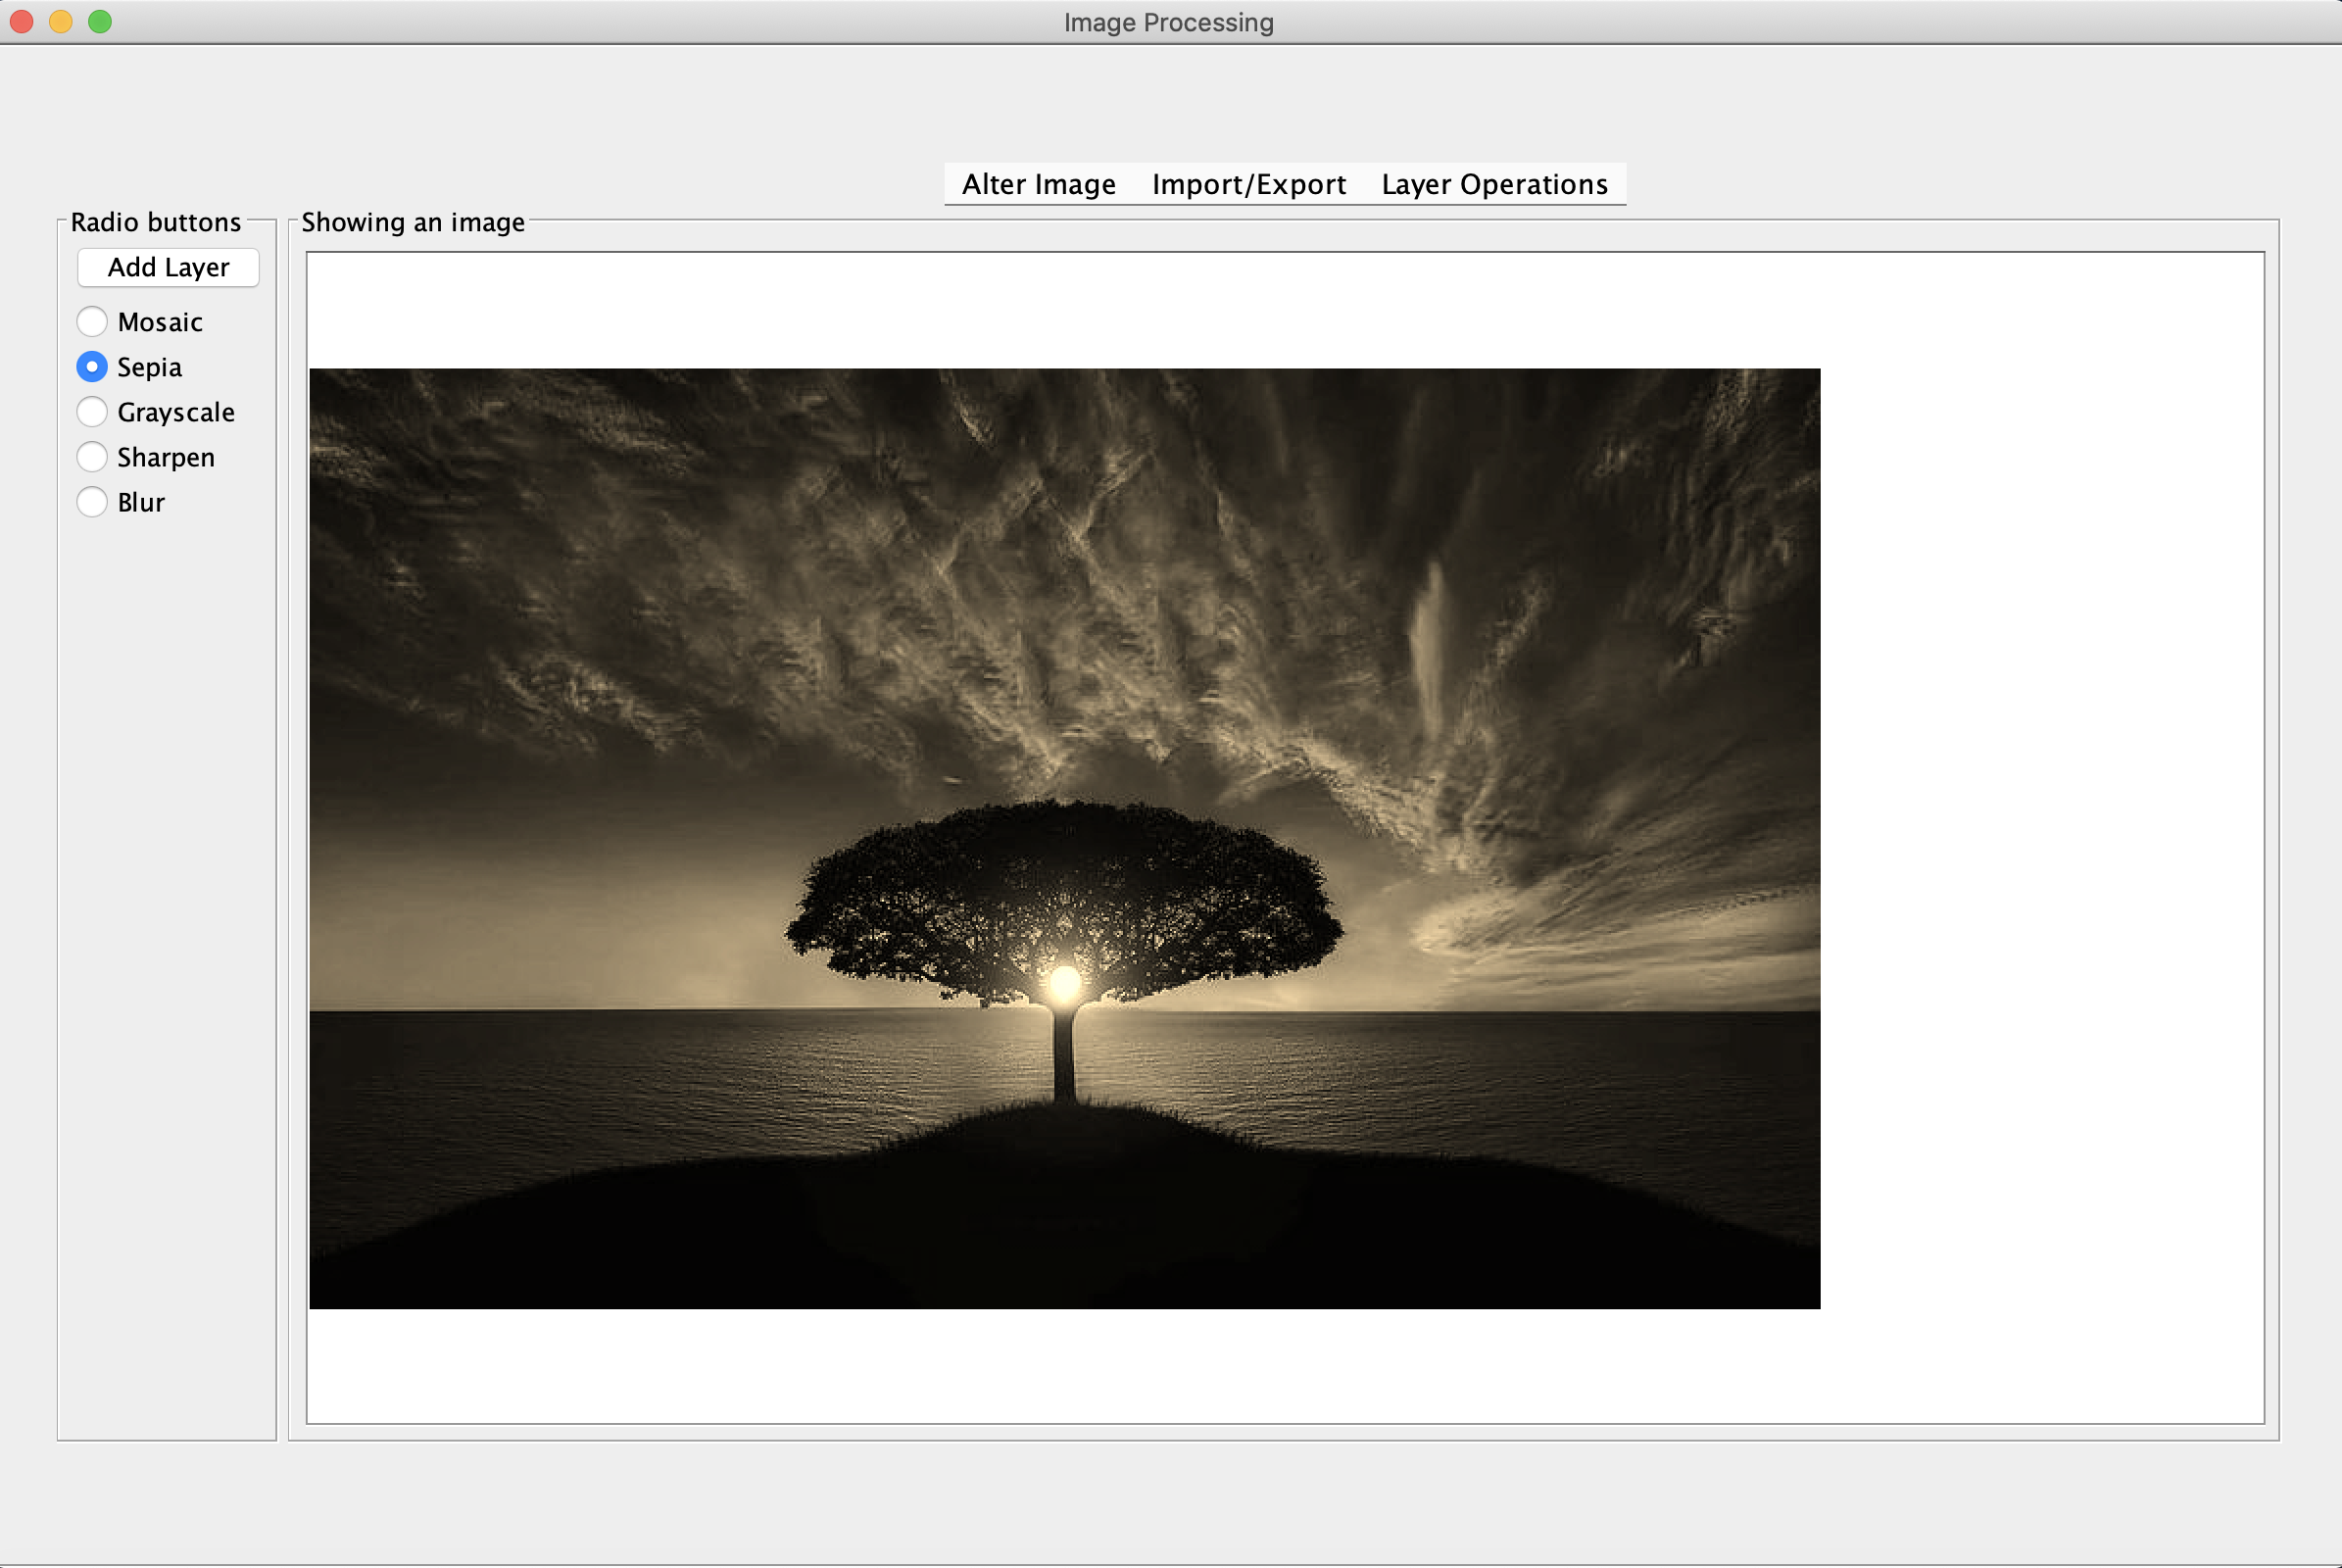 Image Processing
Alter Image Import/Export Layer Operations
Radio buttons
Showing an image
Add Layer
Mosaic
Sepia
Grayscale
Sharpen
Blur